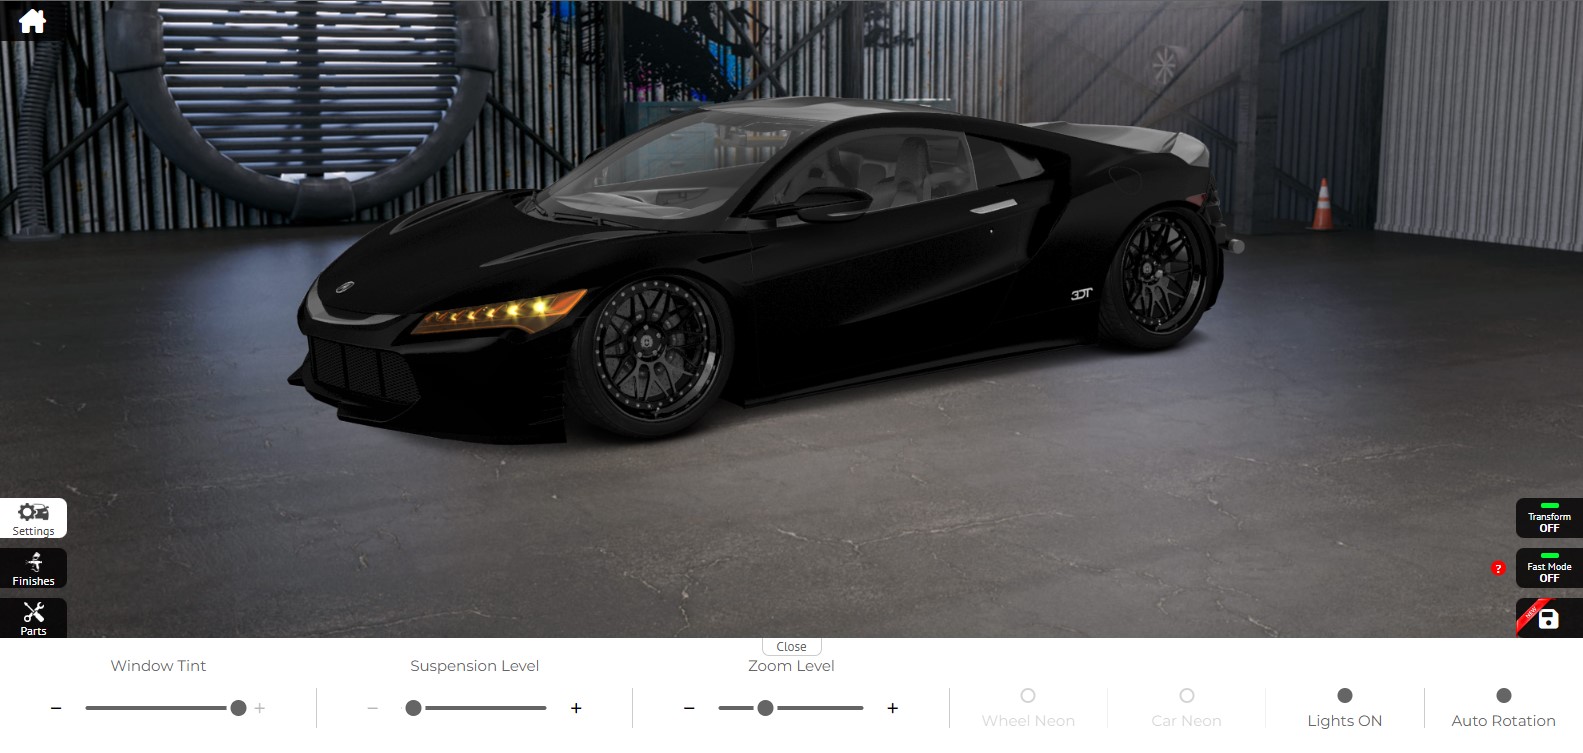 3DT
Settings
Finishes
Parts
Transform
OFF
?
Fast Mode
OFF
NEW
Close
Window Tint
Suspension Level
Zoom Level
− +
− +
− +
Wheel Neon
Car Neon
Lights ON
Auto Rotation